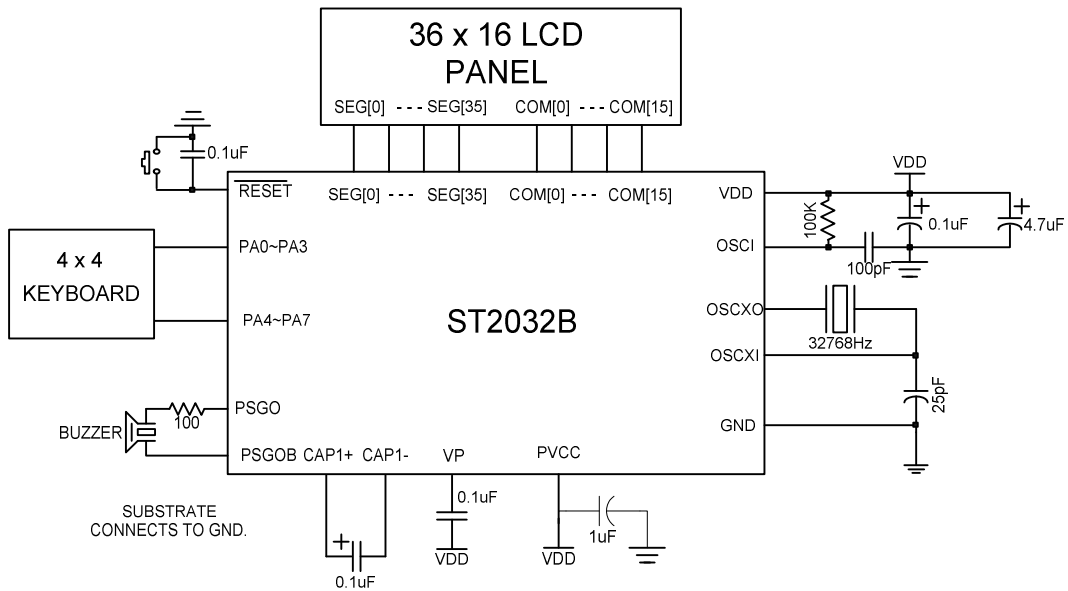 36 x 16 LCD
PANEL
SEG[0] - - - SEG[35] COM[0] - - - COM[15]
0.1uF
RESET
SEG[0] - - - SEG[35] COM[0] - - - COM[15]
VDD
VDD
100K
+
0.1uF
+
4.7uF
PA0~PA3
OSCI
100pF
4 x 4
KEYBOARD
PA4~PA7
ST2032B
OSCXO
32768Hz
OSCXI
25pF
PSGO
100
BUZZER
GND
PSGOB CAP1+ CAP1- VP PVCC
0.1uF
1uF
SUBSTRATE
CONNECTS TO GND.
+
0.1uF
VDD
VDD